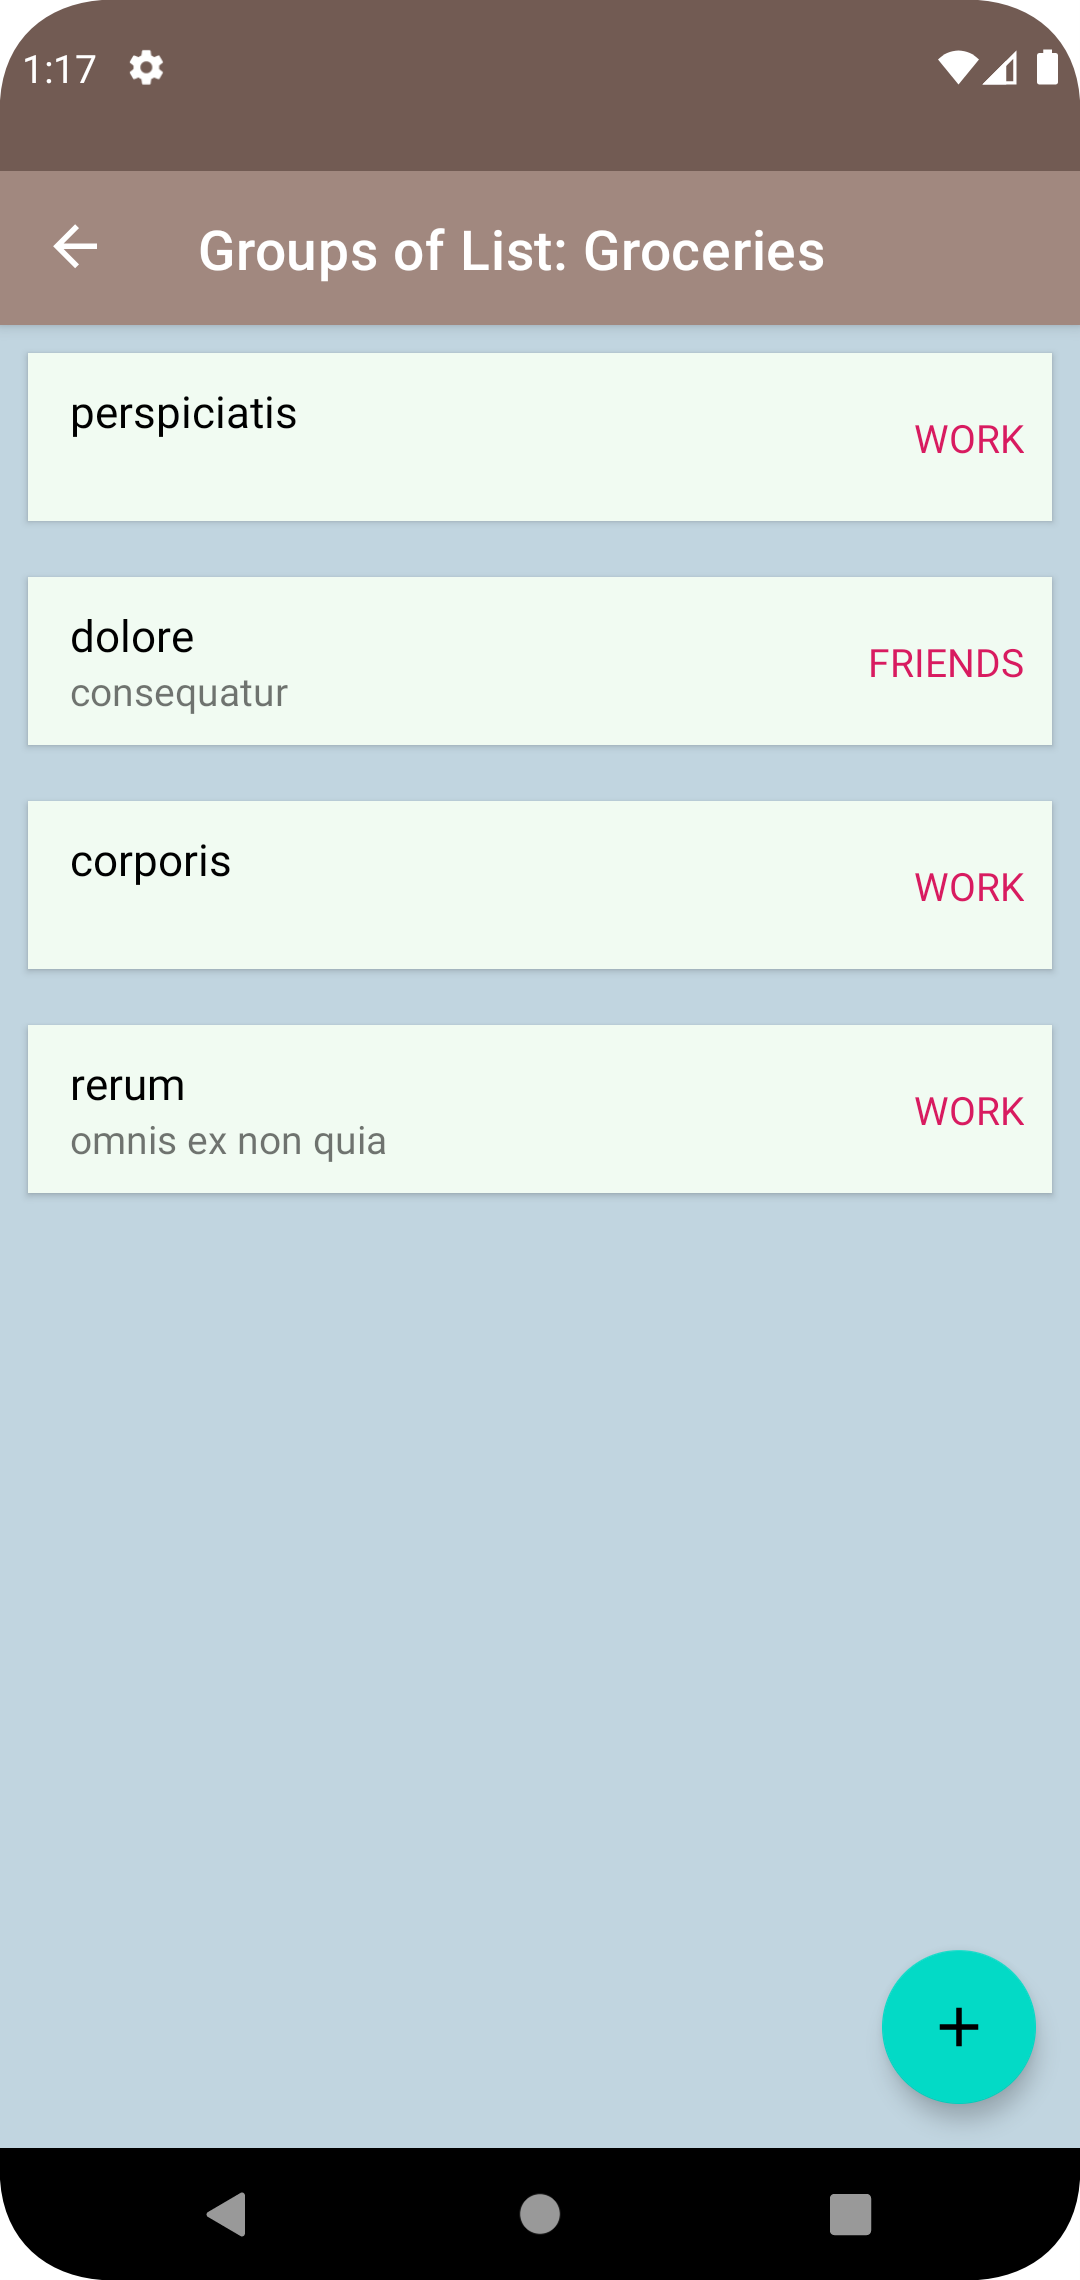 1:17
Groups of List: Groceries
perspiciatis
WORK
dolore
consequatur
FRIENDS
corporis
WORK
rerum
omnis ex non quia
WORK